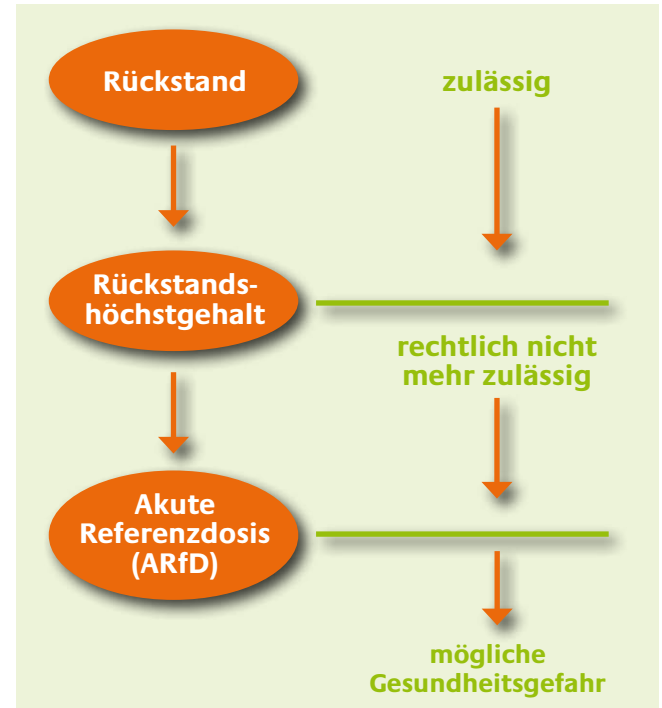 Rückstand
zulässig
Rückstands-
höchstgehalt
rechtlich nicht
mehr zulässig
Akute
Referenzdosis
(ARfD)
mögliche
Gesundheitsgefahr